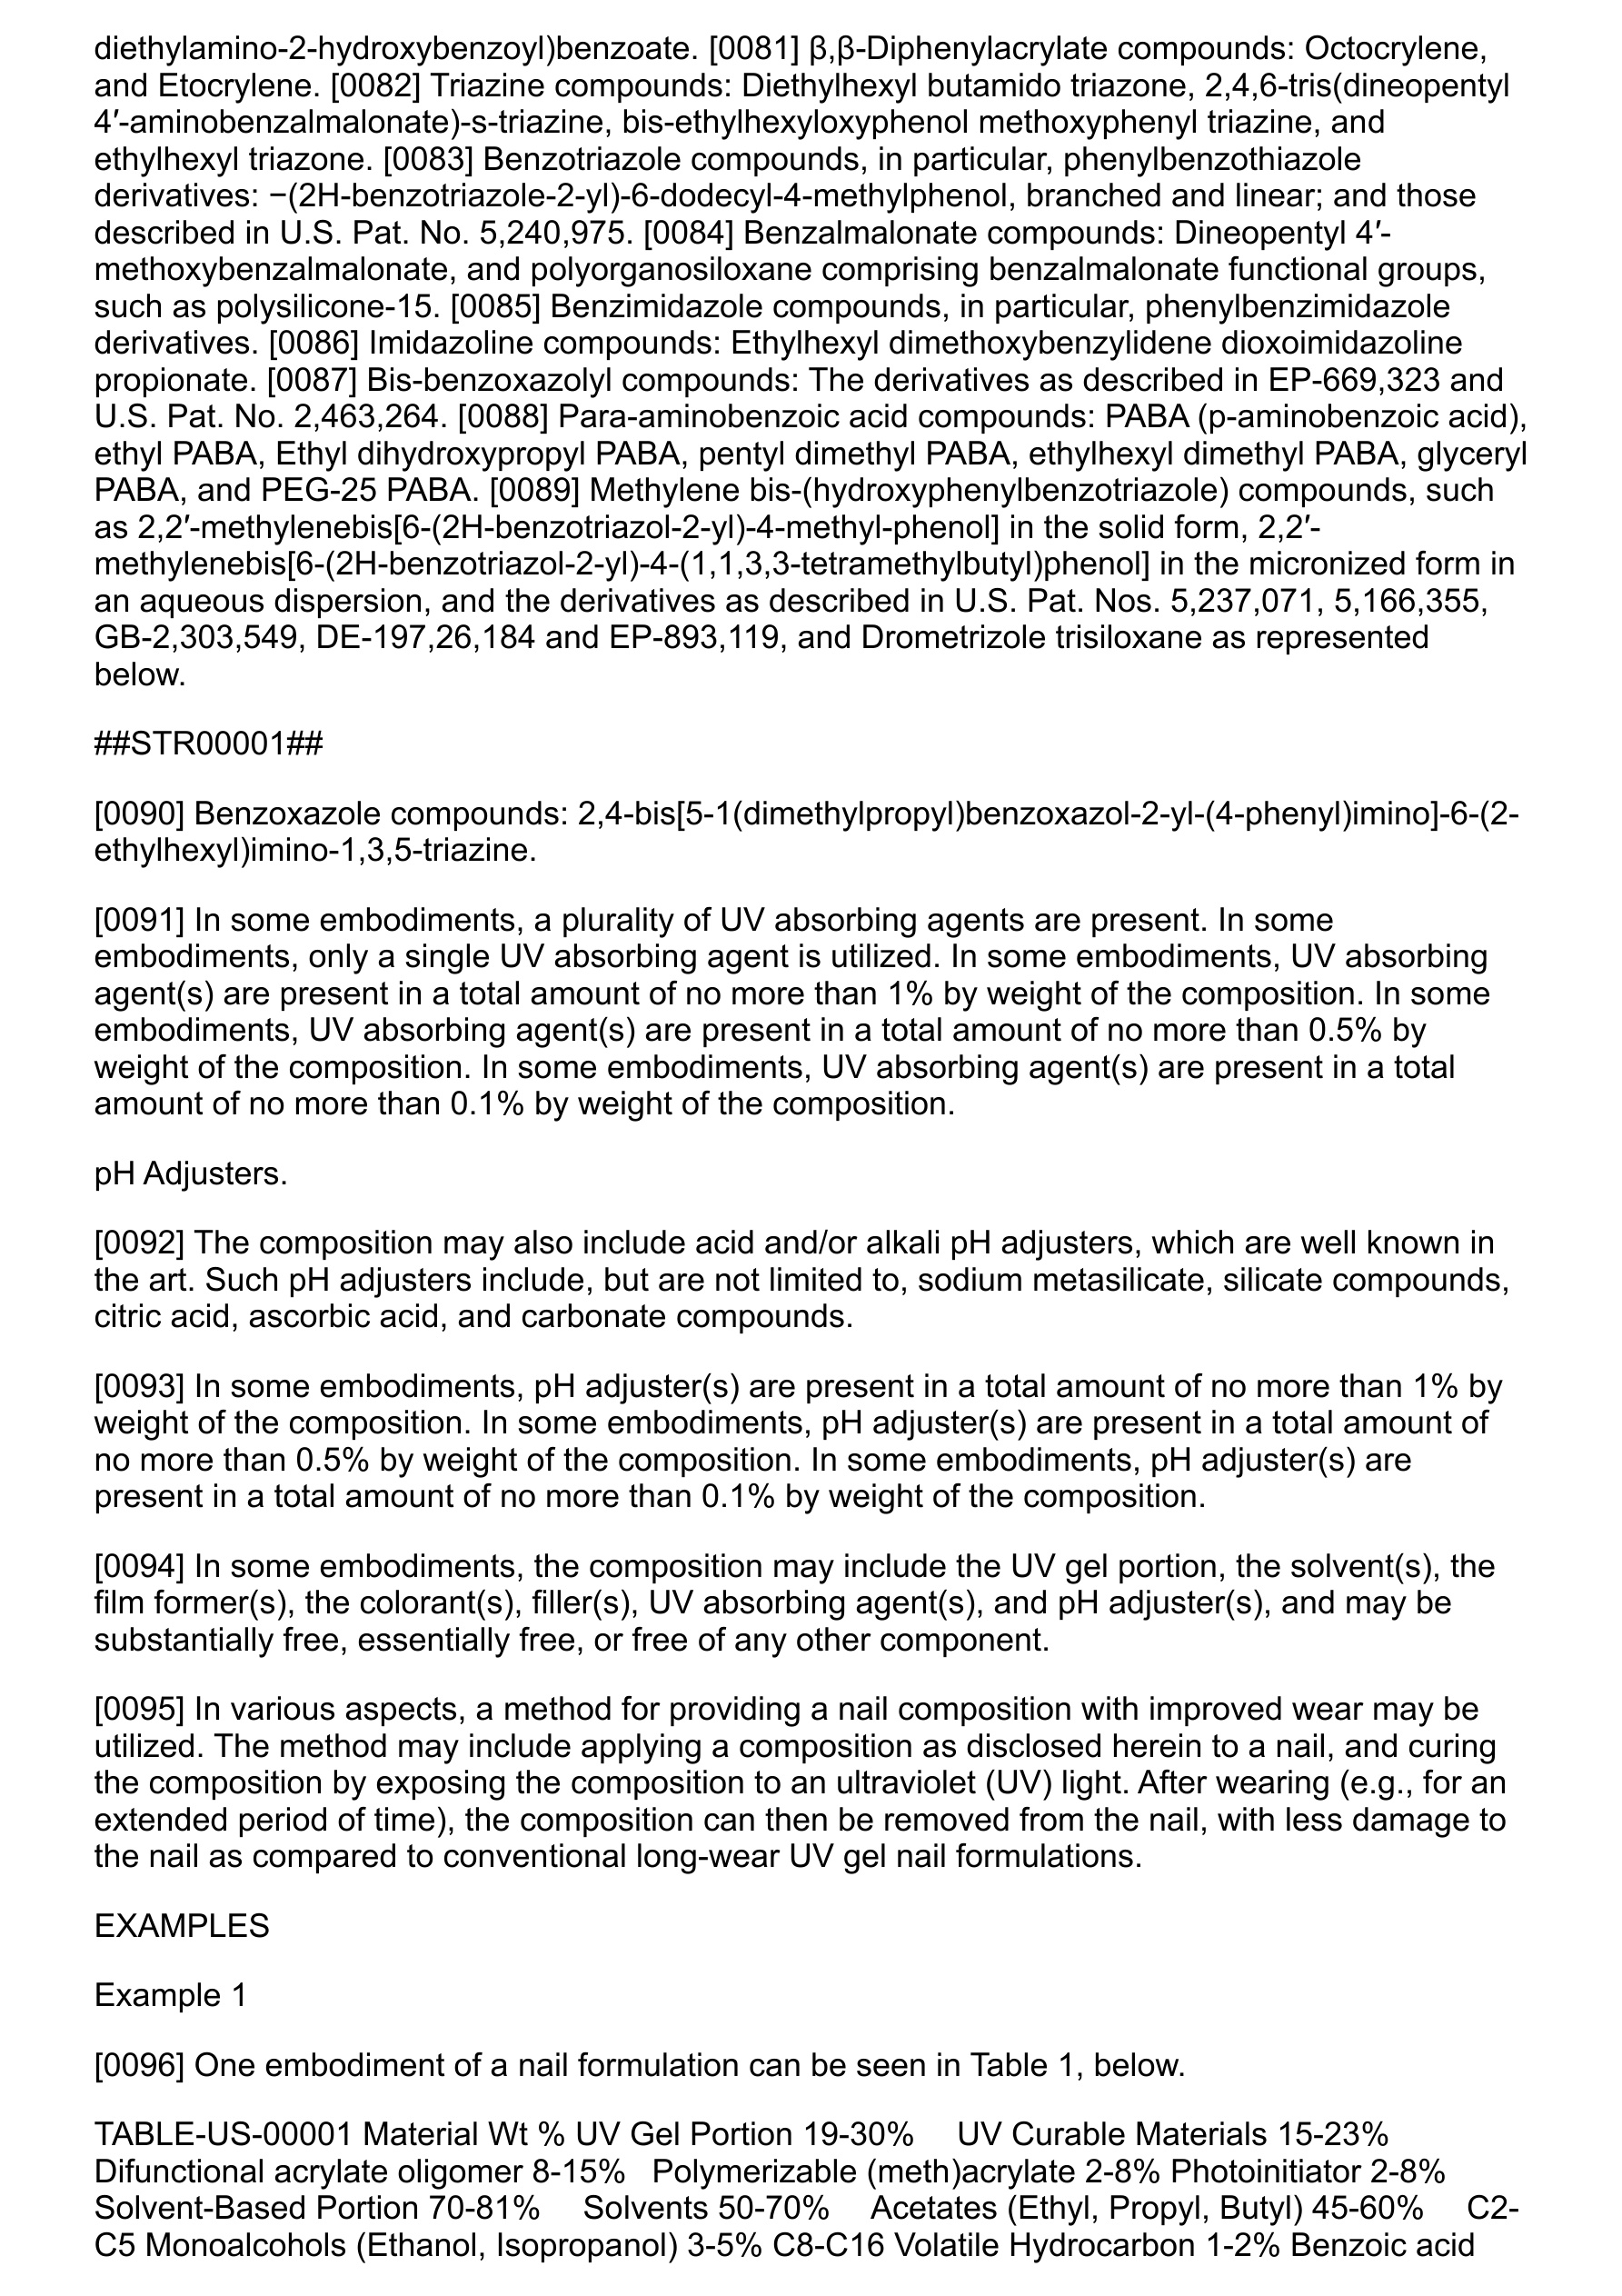 diethylamino-2-hydroxybenzoyl)benzoate. [0081] β,β-Diphenylacrylate compounds: Octocrylene,
and Etocrylene. [0082] Triazine compounds: Diethylhexyl butamido triazone, 2,4,6-tris(dineopentyl
4′-aminobenzalmalonate)-s-triazine, bis-ethylhexyloxyphenol methoxyphenyl triazine, and
ethylhexyl triazone. [0083] Benzotriazole compounds, in particular, phenylbenzothiazole
derivatives: −(2H-benzotriazole-2-yl)-6-dodecyl-4-methylphenol, branched and linear; and those
described in U.S. Pat. No. 5,240,975. [0084] Benzalmalonate compounds: Dineopentyl 4′-
methoxybenzalmalonate, and polyorganosiloxane comprising benzalmalonate functional groups,
such as polysilicone-15. [0085] Benzimidazole compounds, in particular, phenylbenzimidazole
derivatives. [0086] Imidazoline compounds: Ethylhexyl dimethoxybenzylidene dioxoimidazoline
propionate. [0087] Bis-benzoxazolyl compounds: The derivatives as described in EP-669,323 and
U.S. Pat. No. 2,463,264. [0088] Para-aminobenzoic acid compounds: PABA (p-aminobenzoic acid),
ethyl PABA, Ethyl dihydroxypropyl PABA, pentyl dimethyl PABA, ethylhexyl dimethyl PABA, glyceryl
PABA, and PEG-25 PABA. [0089] Methylene bis-(hydroxyphenylbenzotriazole) compounds, such
as 2,2′-methylenebis[6-(2H-benzotriazol-2-yl)-4-methyl-phenol] in the solid form, 2,2′-
methylenebis[6-(2H-benzotriazol-2-yl)-4-(1,1,3,3-tetramethylbutyl)phenol] in the micronized form in
an aqueous dispersion, and the derivatives as described in U.S. Pat. Nos. 5,237,071, 5,166,355,
GB-2,303,549, DE-197,26,184 and EP-893,119, and Drometrizole trisiloxane as represented
below.
##STR00001##
[0090] Benzoxazole compounds: 2,4-bis[5-1(dimethylpropyl)benzoxazol-2-yl-(4-phenyl)imino]-6-(2-
ethylhexyl)imino-1,3,5-triazine.
[0091] In some embodiments, a plurality of UV absorbing agents are present. In some
embodiments, only a single UV absorbing agent is utilized. In some embodiments, UV absorbing
agent(s) are present in a total amount of no more than 1% by weight of the composition. In some
embodiments, UV absorbing agent(s) are present in a total amount of no more than 0.5% by
weight of the composition. In some embodiments, UV absorbing agent(s) are present in a total
amount of no more than 0.1% by weight of the composition.
pH Adjusters.
[0092] The composition may also include acid and/or alkali pH adjusters, which are well known in
the art. Such pH adjusters include, but are not limited to, sodium metasilicate, silicate compounds,
citric acid, ascorbic acid, and carbonate compounds.
[0093] In some embodiments, pH adjuster(s) are present in a total amount of no more than 1% by
weight of the composition. In some embodiments, pH adjuster(s) are present in a total amount of
no more than 0.5% by weight of the composition. In some embodiments, pH adjuster(s) are
present in a total amount of no more than 0.1% by weight of the composition.
[0094] In some embodiments, the composition may include the UV gel portion, the solvent(s), the
film former(s), the colorant(s), filler(s), UV absorbing agent(s), and pH adjuster(s), and may be
substantially free, essentially free, or free of any other component.
[0095] In various aspects, a method for providing a nail composition with improved wear may be
utilized. The method may include applying a composition as disclosed herein to a nail, and curing
the composition by exposing the composition to an ultraviolet (UV) light. After wearing (e.g., for an
extended period of time), the composition can then be removed from the nail, with less damage to
the nail as compared to conventional long-wear UV gel nail formulations.
EXAMPLES
Example 1
[0096] One embodiment of a nail formulation can be seen in Table 1, below.
TABLE-US-00001 Material Wt % UV Gel Portion 19-30%     UV Curable Materials 15-23%
Difunctional acrylate oligomer 8-15%   Polymerizable (meth)acrylate 2-8% Photoinitiator 2-8%
Solvent-Based Portion 70-81%     Solvents 50-70%     Acetates (Ethyl, Propyl, Butyl) 45-60%     C2-
C5 Monoalcohols (Ethanol, Isopropanol) 3-5% C8-C16 Volatile Hydrocarbon 1-2% Benzoic acid